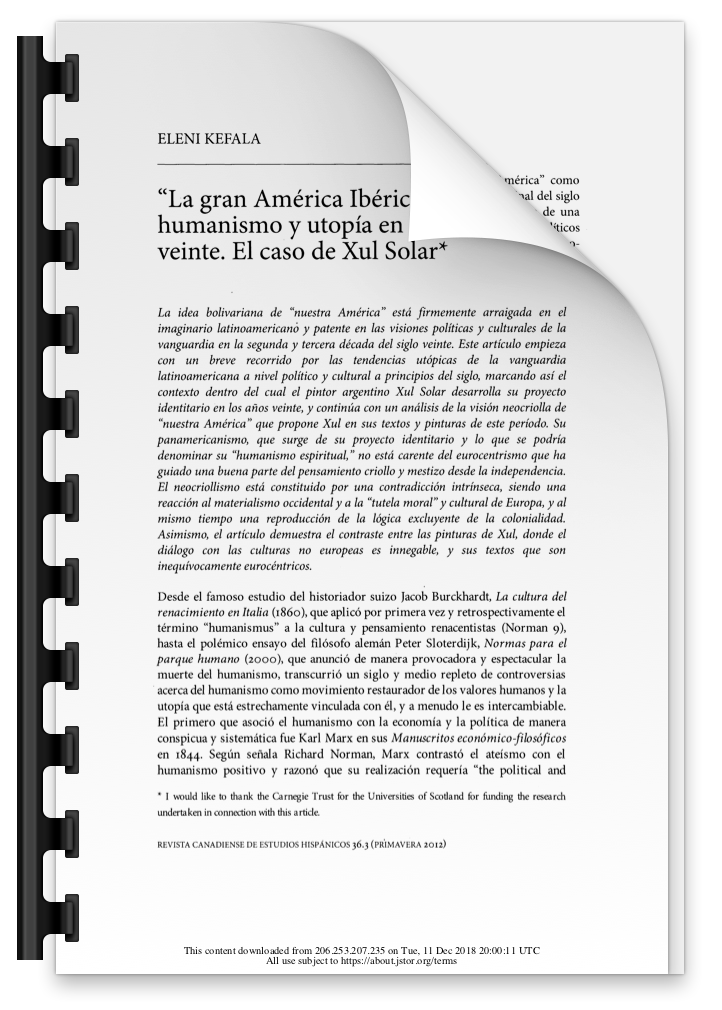 ELENI KEFALA
“La gran América Ibéric
humanismo y utopía en
veinte. El caso de Xul Solar*
mérica” como
del siglo
de una
La idea bolivariana de “nuestra América” está firmemente arraigada en el
imaginario latinoamericano y patente en las visiones políticas y culturales de la
vanguardia en la segunda y tercera década del siglo veinte. Este artículo empieza
con un breve recorrido por las tendencias utópicas de la vanguardia
latinoamericana a nivel político y cultural a principios del siglo, marcando así el
contexto dentro del cual el pintor argentino Xul Solar desarrolla su proyecto
identitario en los años veinte, y continúa con un análisis de la visión neocriolla de
“nuestra América” que propone Xul en sus textos y pinturas de este período. Su
panamericanismo, que surge de su proyecto identitario y lo que se podría
denominar su “humanismo espiritual,” no está carente del eurocentrismo que ha
guiado una buena parte del pensamiento criollo y mestizo desde la independencia.
El neocriollismo está constituido por una contradicción intrínseca, siendo una
reacción al materialismo occidental y a la “tutela moral” y cultural de Europa, y al
mismo tiempo una reproducción de la lógica excluyente de la colonialidad.
Asimismo, el artículo demuestra el contraste entre las pinturas de Xul, donde el
diálogo con las culturas no europeas es innegable, y sus textos que son
inequívocamente eurocéntricos.
Desde el famoso estudio del historiador suizo Jacob Burckhardt, La cultura del
renacimiento en Italia (1860), que aplicó por primera vez y retrospectivamente el
término “humanismus” a la cultura y pensamiento renacentistas (Norman 9),
hasta el polémico ensayo del filósofo alemán Peter Sloterdijk, Normas para el
parque humano (2000), que anunció de manera provocadora y espectacular la
muerte del humanismo, transcurrió un siglo y medio repleto de controversias
acerca del humanismo como movimiento restaurador de los valores humanos y la
utopía que está estrechamente vinculada con él, y a menudo le es intercambiable.
El primero que asoció el humanismo con la economía y la política de manera
conspicua y sistemática fue Karl Marx en sus Manuscritos económico-filosóficos
en 1844. Según señala Richard Norman, Marx contrastó el ateísmo con el
humanismo positivo y razonó que su realización requería “the political and
* I would like to thank the Carnegie Trust for the Universities of Scotland for funding the research
undertaken in connection with this article.
REVISTA CANADIENSE DE ESTUDIOS HISPÁNICOS 36.3 (PRIMAVERA 2012)
This content downloaded from 206.253.207.235 on Tue, 11 Dec 2018 20:00:11 UTC
All use subject to https://about.jstor.org/terms